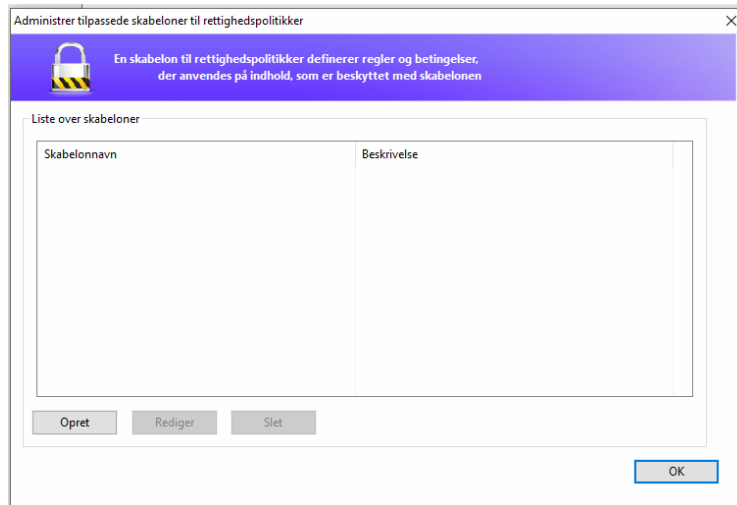 Administrer tilpassede skabeloner til rettighedspolitikker
En skabelon til rettighedspolitikker definerer regler og betingelser,
der anvendes på indhold, som er beskyttet med skabelonen
Liste over skabeloner
Skabelonnavn Beskrivelse
Opret Rediger Slet
OK